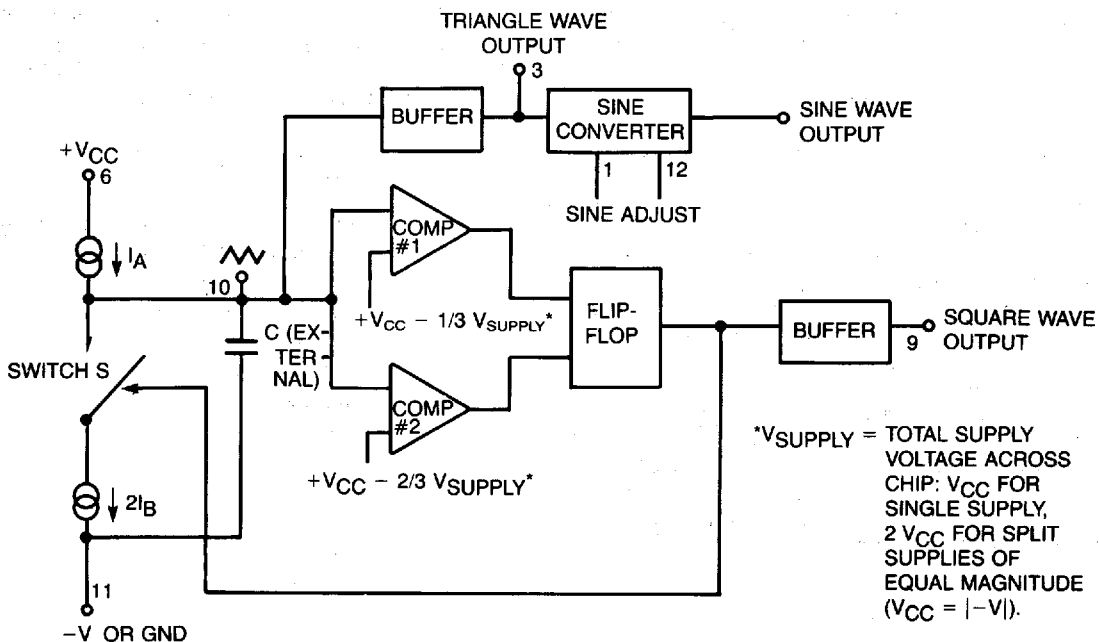 TRIANGLE WAVE
OUTPUT
3
BUFFER
SINE
CONVERTER
SINE WAVE
OUTPUT
1
12
SINE ADJUST
+VCC
6
IA
10
COMP
#1
+VCC – 1/3 VSUPPLY*
C (EX-
TER
NAL)
SWITCH S
FLIP-
FLOP
BUFFER
9
SQUARE WAVE
OUTPUT
COMP
#2
+VCC – 2/3 VSUPPLY*
2IB
11
–V OR GND
*VSUPPLY = TOTAL SUPPLY
VOLTAGE ACROSS
CHIP: VCC FOR
SINGLE SUPPLY,
2 VCC FOR SPLIT
SUPPLIES OF
EQUAL MAGNITUDE
(VCC = |–V|).